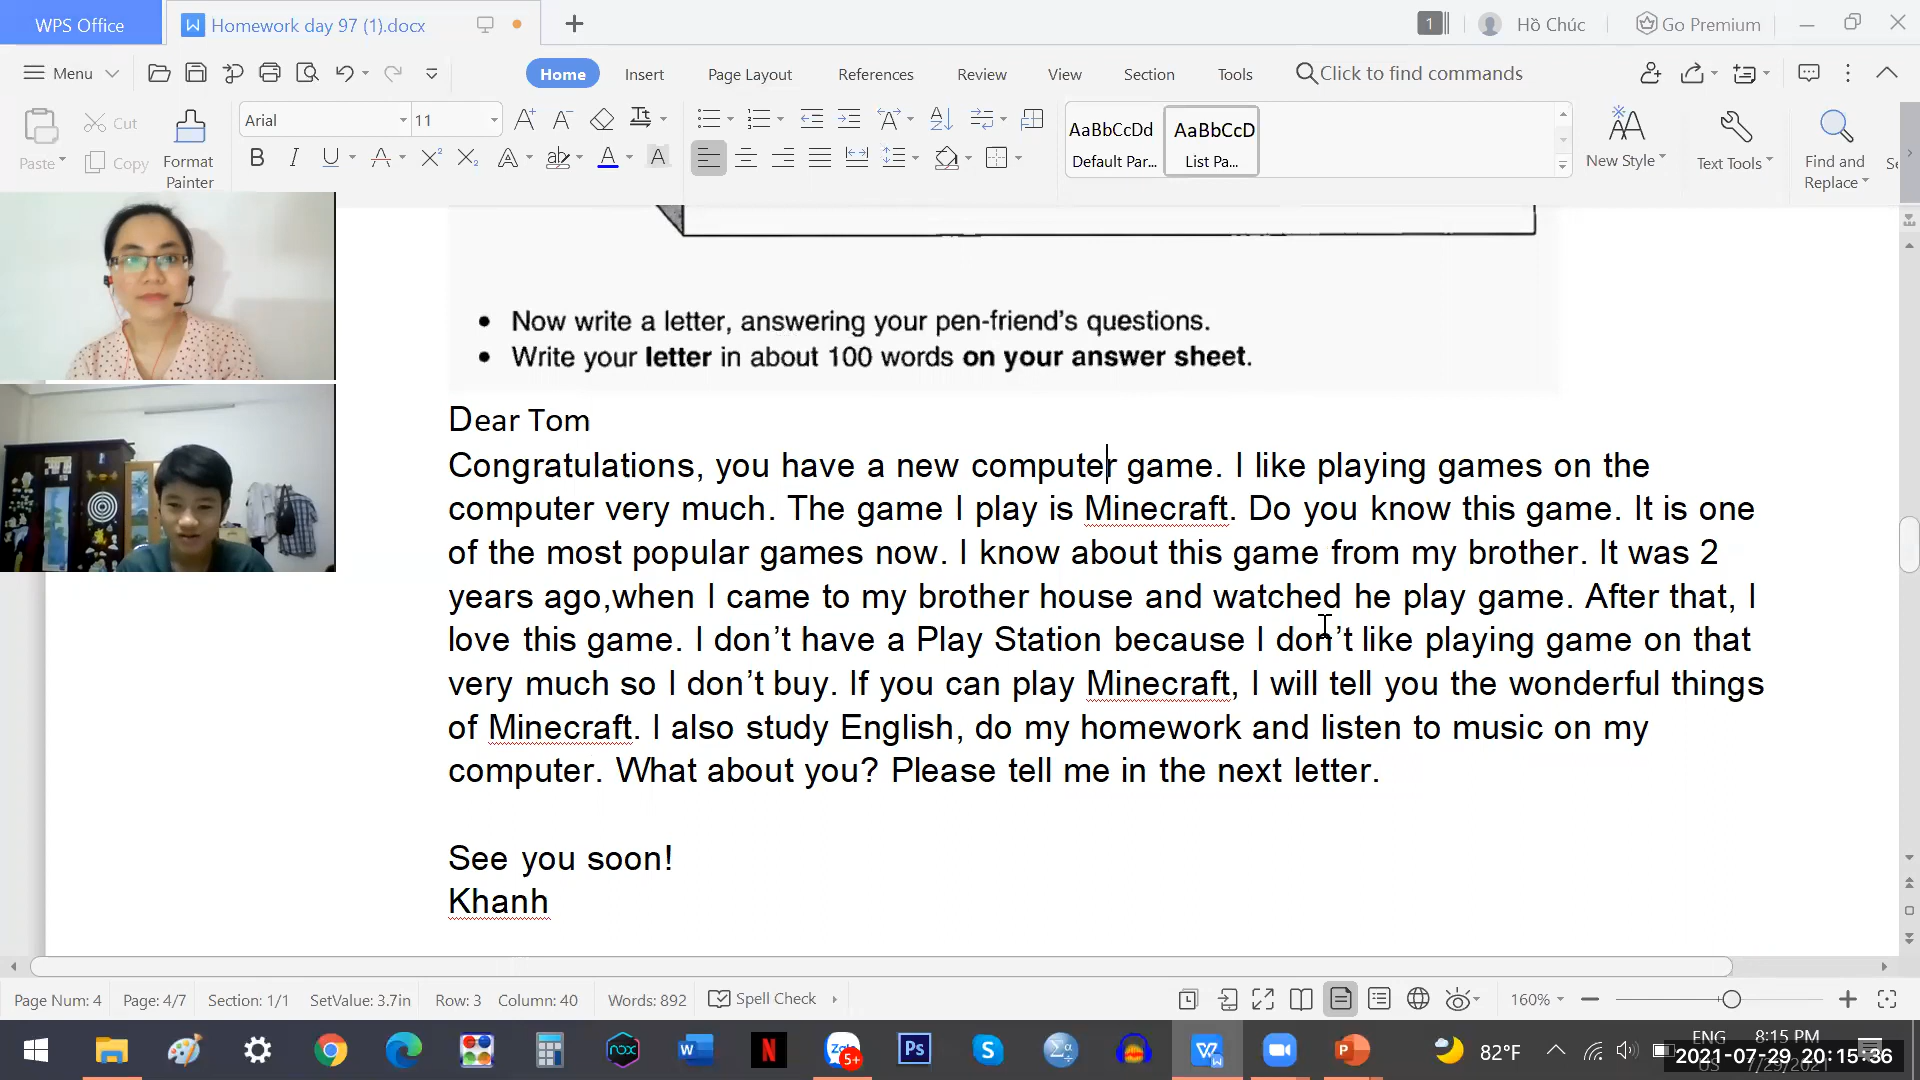 WPS Office
Homework day 97 (1).docx
1
Hồ Chúc
Go Premium
Menu
Home
Insert
Page Layout
References
Review
View
Section
Tools
Click to find commands
Paste
Cut
Copy
Format
Painter
Arial
11
AaBbCcDd
Default Par...
AaBbCcD
List Pa...
New Style
Text Tools
Find and
Replace
• Now write a letter, answering your pen-friend's questions.
• Write your letter in about 100 words on your answer sheet.
Dear Tom
Congratulations, you have a new computer game. I like playing games on the
computer very much. The game I play is Minecraft. Do you know this game. It is one
of the most popular games now. I know about this game from my brother. It was 2
years ago,when I came to my brother house and watched he play game. After that, I
love this game. I don’t have a Play Station because I don’t like playing game on that
very much so I don’t buy. If you can play Minecraft, I will tell you the wonderful things
of Minecraft. I also study English, do my homework and listen to music on my
computer. What about you? Please tell me in the next letter.
See you soon!
Khanh
Page Num: 4
Page: 4/7
Section: 1/1
SetValue: 3.7in
Row: 3
Column: 40
Words: 892
Spell Check
160%
82°F
ENG
8:15 PM
2021-07-29 20:15:36